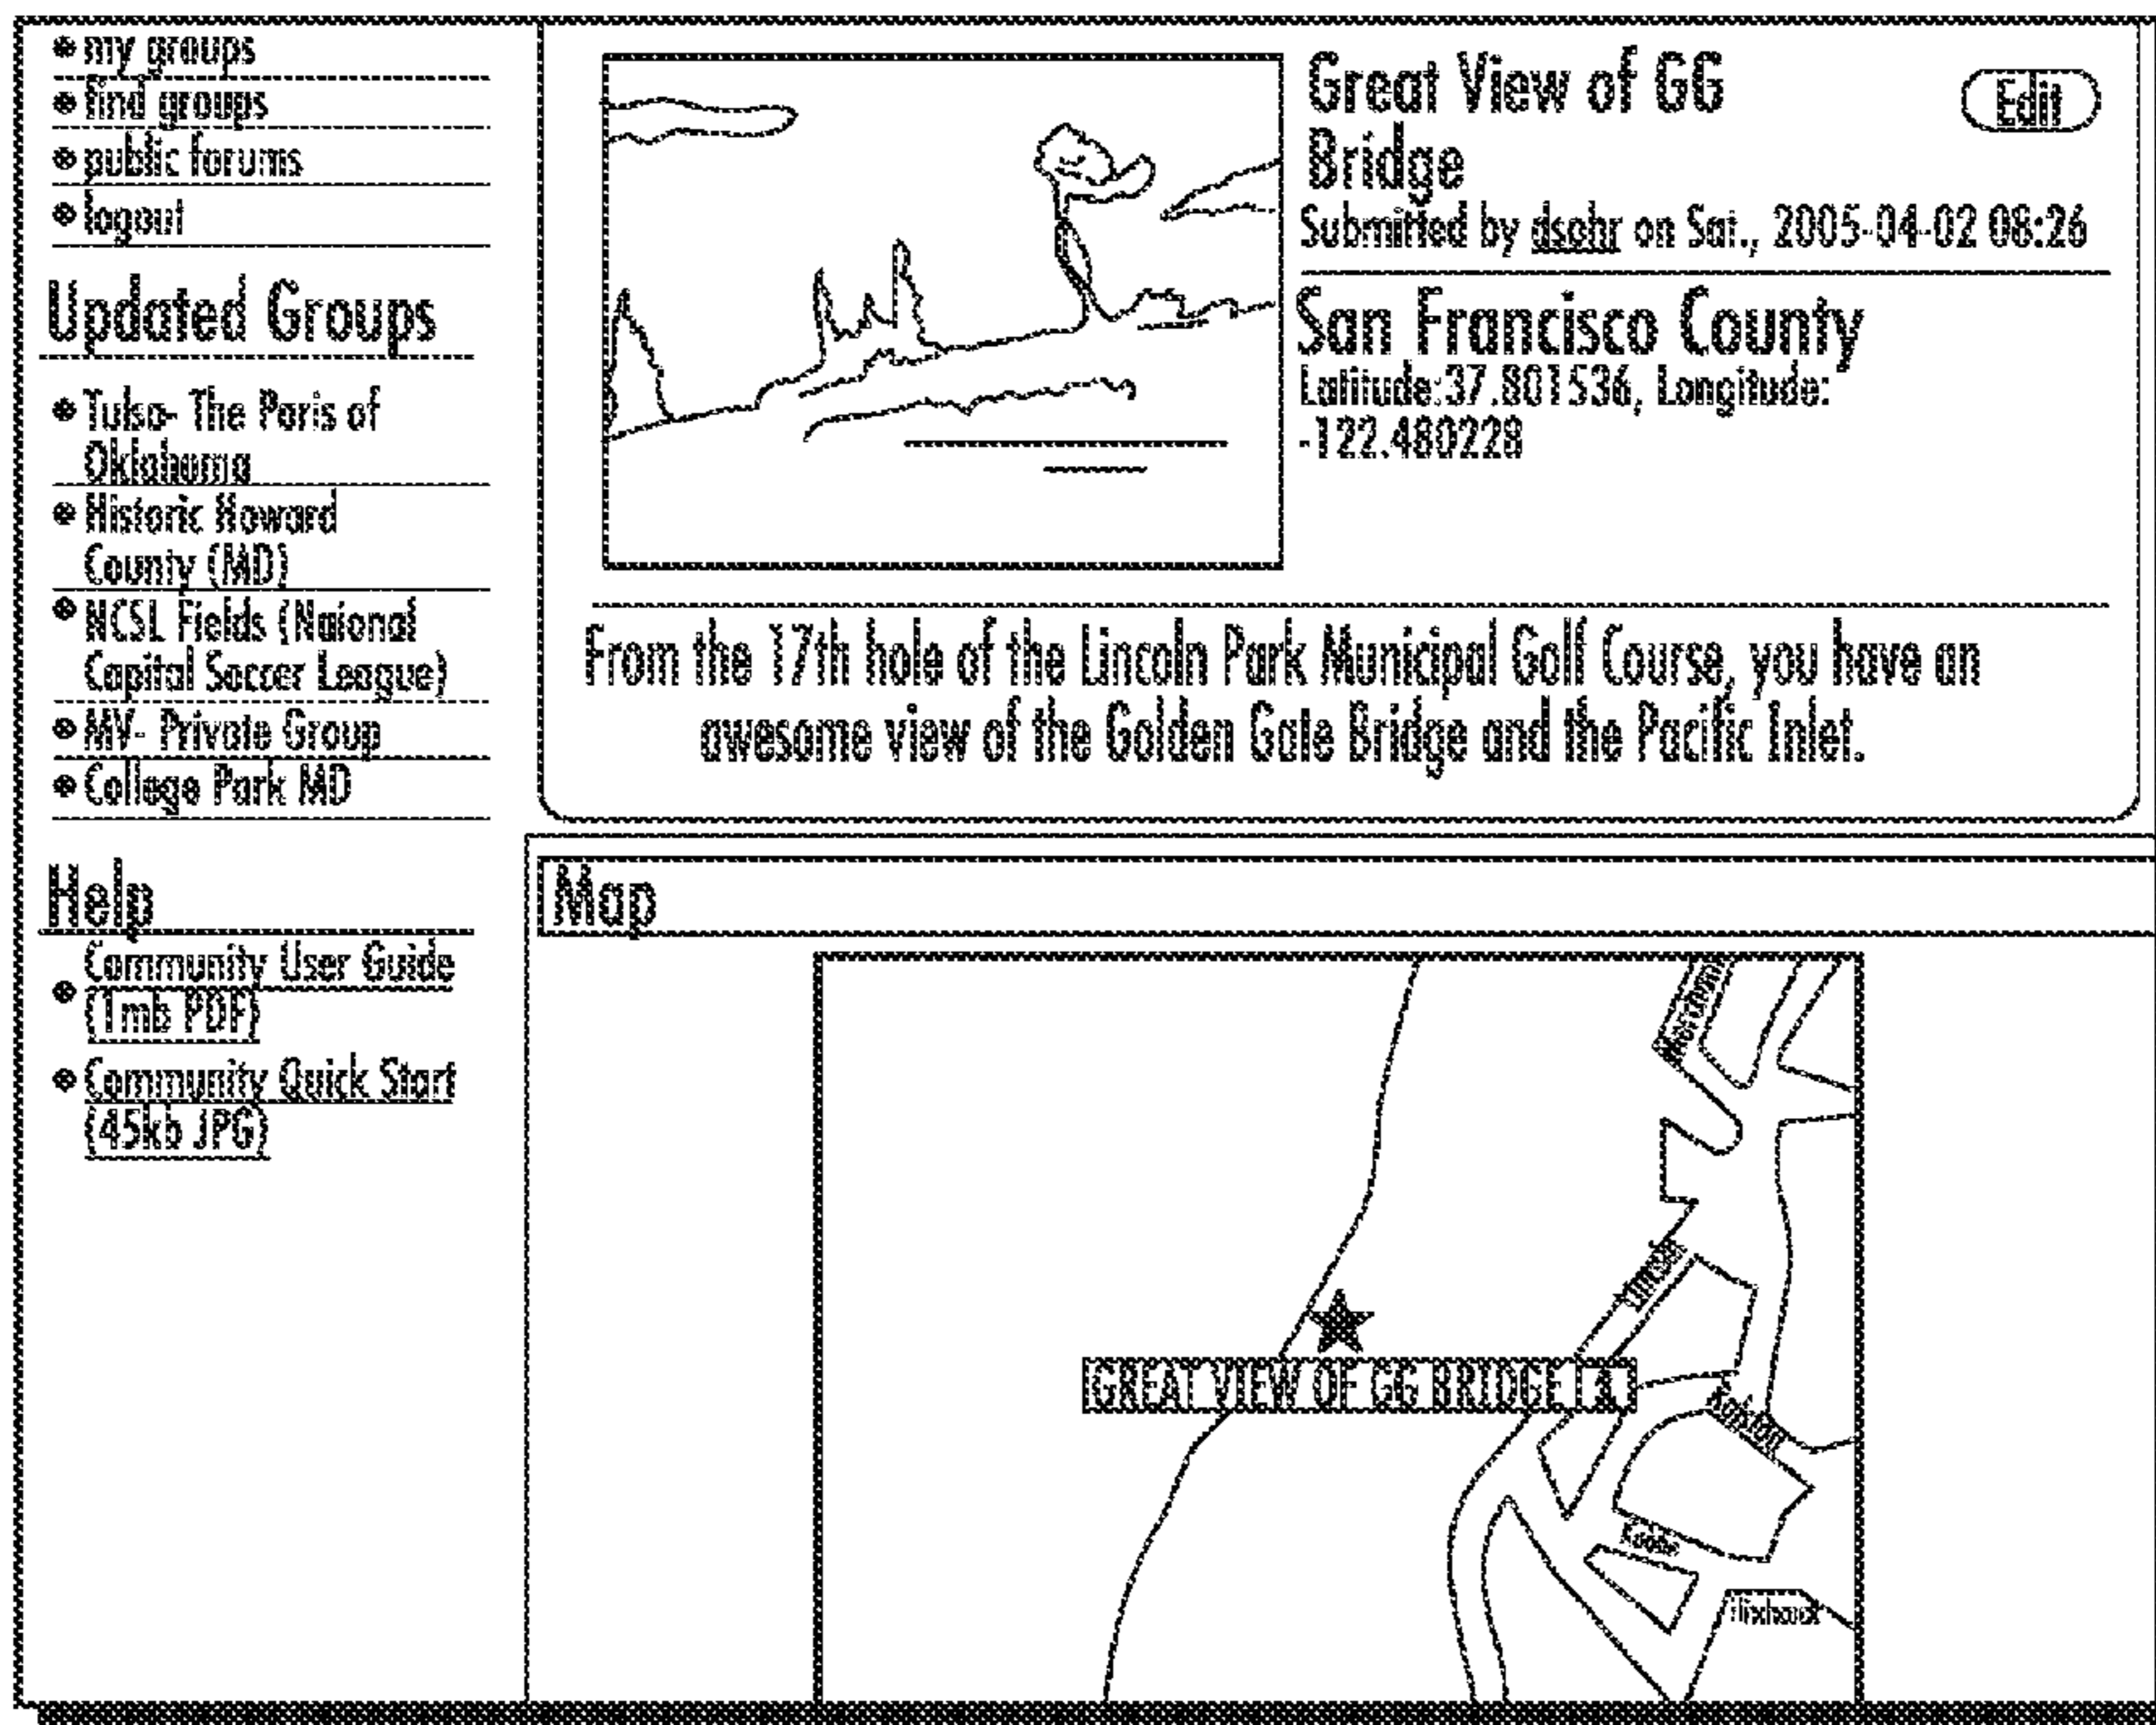 my groups
find groups
public forums
logout
Updated Groups
Tulsa- The Paris of
Oklahoma
Historic Howard
County (MD)
NCSL Fields (Naional
Capital Soccer League)
MV- Private Group
College Park MD
Help
Community User Guide
(1mb PDF)
Community Quick Start
(45kb JPG)
Great View of GG
Bridge
Edit
Submitted by dsohr on Sat., 2005-04-02 08:26
San Francisco County
Latitude:37.801536, Longitude:
-122.480228
From the 17th hole of the Lincoln Park Municipal Golf Course, you have an
awesome view of the Golden Gate Bridge and the Pacific Inlet.
Map
Merchant
GREAT VIEW OF GG BRIDGE
Ralston
Kobbe